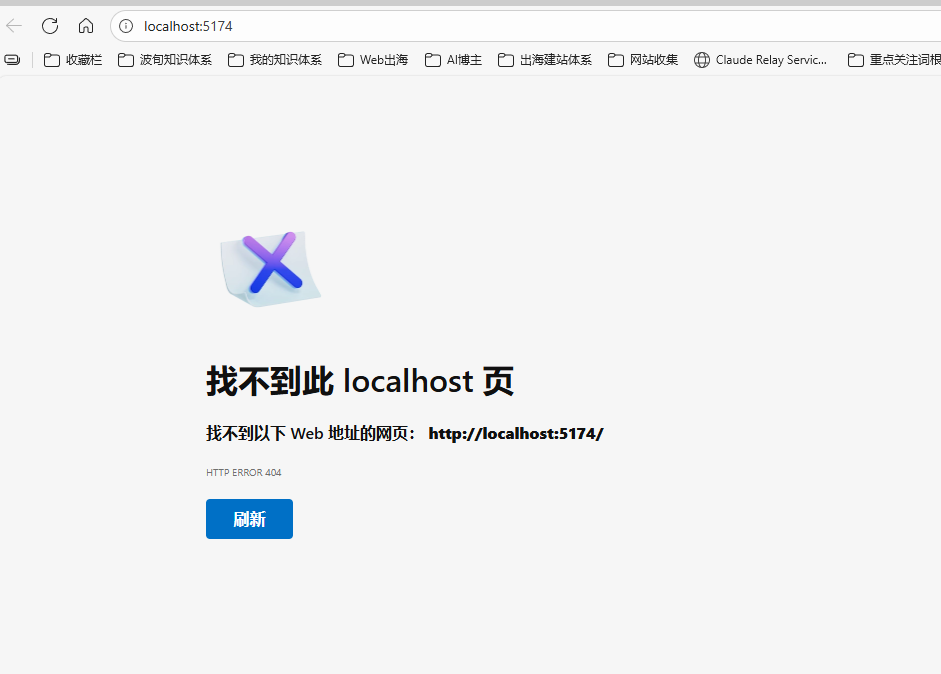 localhost:5174
收藏栏 波旬知识体系 我的知识体系 Web出海 AI博主 出海建站体系 网站收集 Claude Relay Servic... 重点关注词根
找不到此 localhost 页
找不到以下 Web 地址的网页： http://localhost:5174/
HTTP ERROR 404
刷新